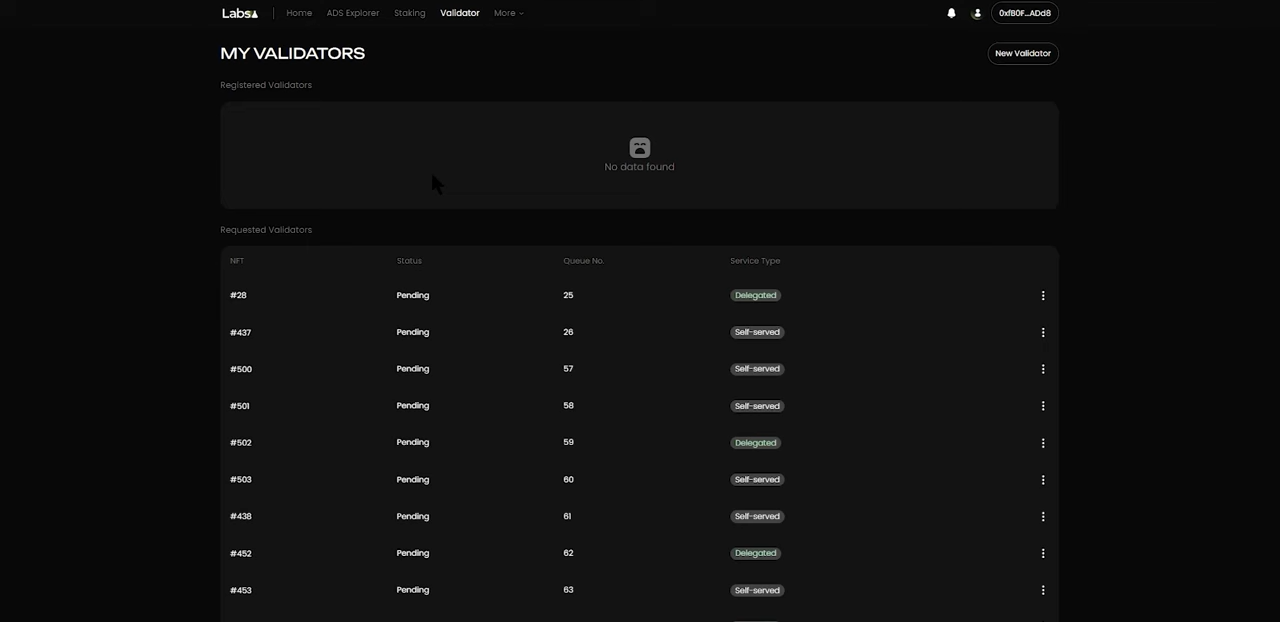 Labs Home ADS Explorer Staking Validator More 0xfB0F...ADd8
MY VALIDATORS New Validator
Registered Validators
No data found
Requested Validators
NFT Status Queue No. Service Type
#28 Pending 25 Delegated
#437 Pending 26 Self-served
#500 Pending 57 Self-served
#501 Pending 58 Self-served
#502 Pending 59 Delegated
#503 Pending 60 Self-served
#438 Pending 61 Self-served
#452 Pending 62 Delegated
#453 Pending 63 Self-served